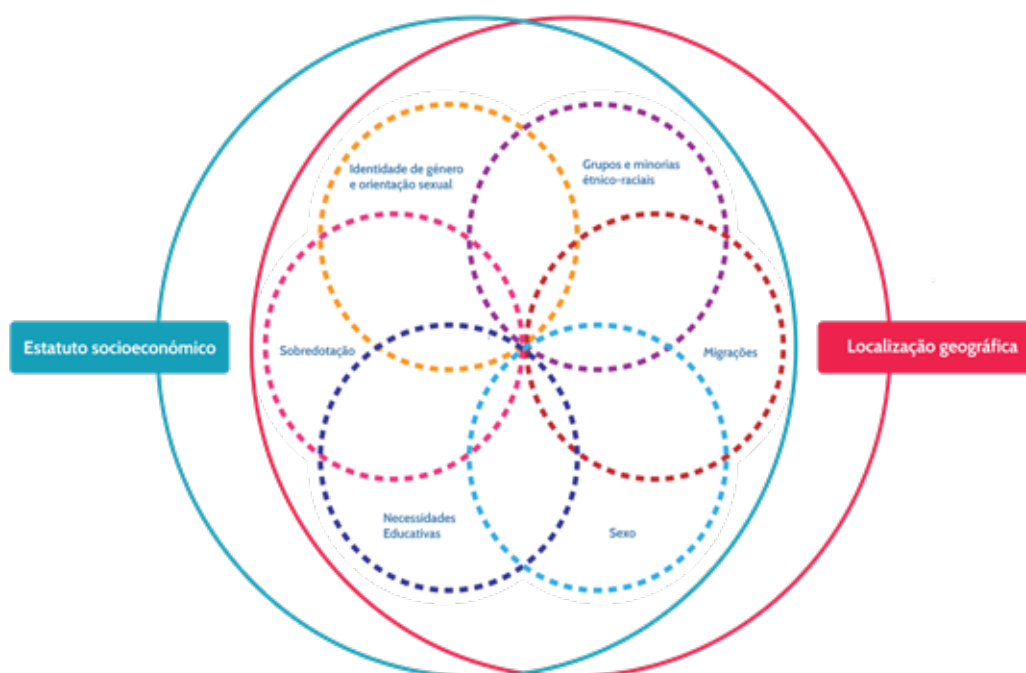 Identidade de género
e orientação sexual
Grupos e minorias
étnico-raciais
Estatuto socioeconómico
Sobredotação
Migrações
Localização geográfica
Necessidades
Educativas
Sexo